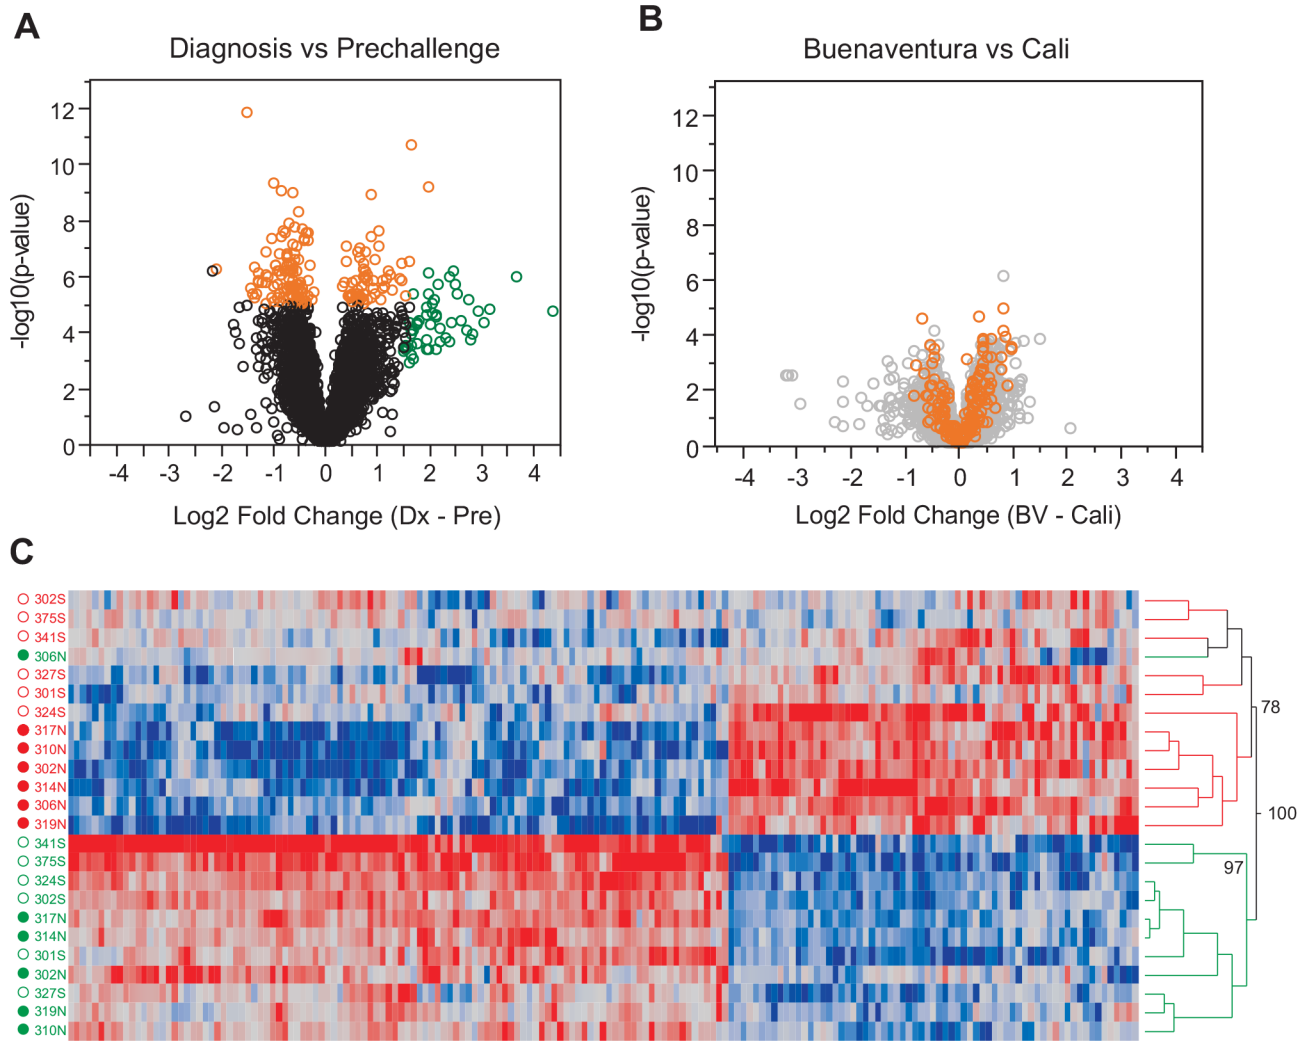 A
B
Diagnosis vs Prechallenge
Buenaventura vs Cali
-log10(p-value)
12
10
8
6
4
2
0
-4 -3 -2 -1 0 1 2 3 4
Log2 Fold Change (Dx - Pre)
-log10(p-value)
12
10
8
6
4
2
0
-4 -3 -2 -1 0 1 2 3 4
Log2 Fold Change (BV - Cali)
C
302S
375S
341S
306N
327S
301S
324S
317N
310N
302N
314N
306N
319N
341S
375S
324S
302S
317N
314N
301S
302N
327S
319N
310N
78
100
97